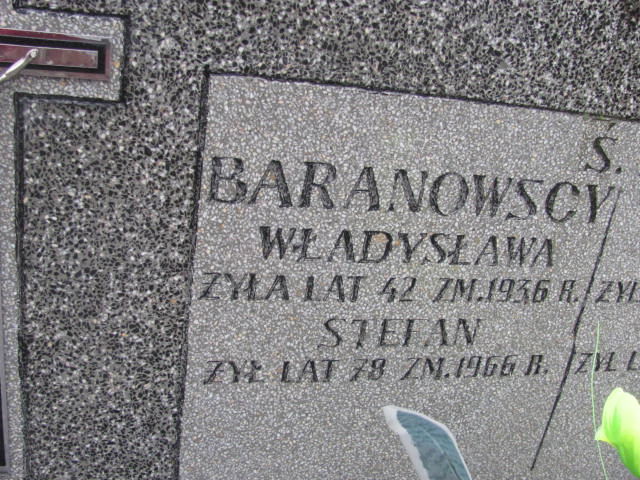 Ś.
BARANOWSCY
WŁADYSŁAWA
ŻYŁA LAT 42 ZM.1936 R.
STEFAN
ŻYŁ LAT 78 ZM.1966 R.